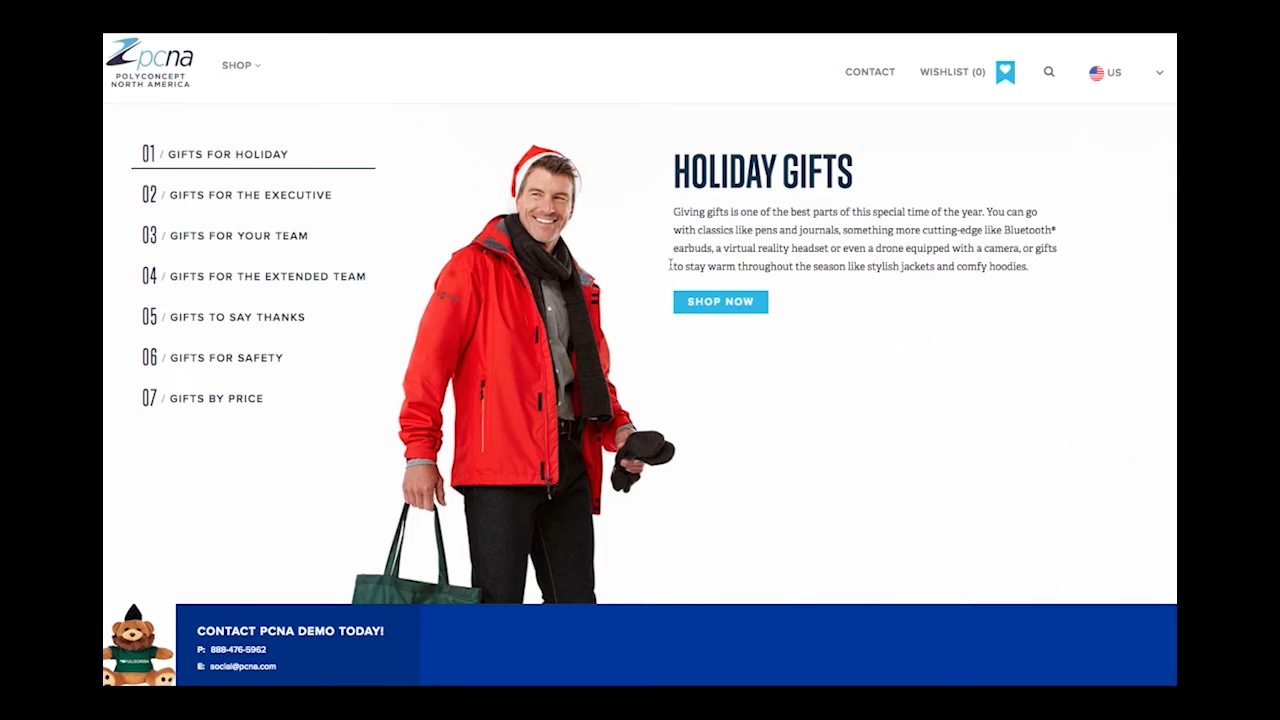 pcna
POLYCONCEPT
NORTH AMERICA
SHOP
CONTACT
WISHLIST (0)
US
01 / GIFTS FOR HOLIDAY
02 / GIFTS FOR THE EXECUTIVE
03 / GIFTS FOR YOUR TEAM
04 / GIFTS FOR THE EXTENDED TEAM
05 / GIFTS TO SAY THANKS
06 / GIFTS FOR SAFETY
07 / GIFTS BY PRICE
HOLIDAY GIFTS
Giving gifts is one of the best parts of this special time of the year. You can go
with classics like pens and journals, something more cutting-edge like Bluetooth®
earbuds, a virtual reality headset or even a drone equipped with a camera, or gifts
to stay warm throughout the season like stylish jackets and comfy hoodies.
SHOP NOW
FULLSCREEN
CONTACT PCNA DEMO TODAY!
P: 888-476-5962
E: social@pcna.com